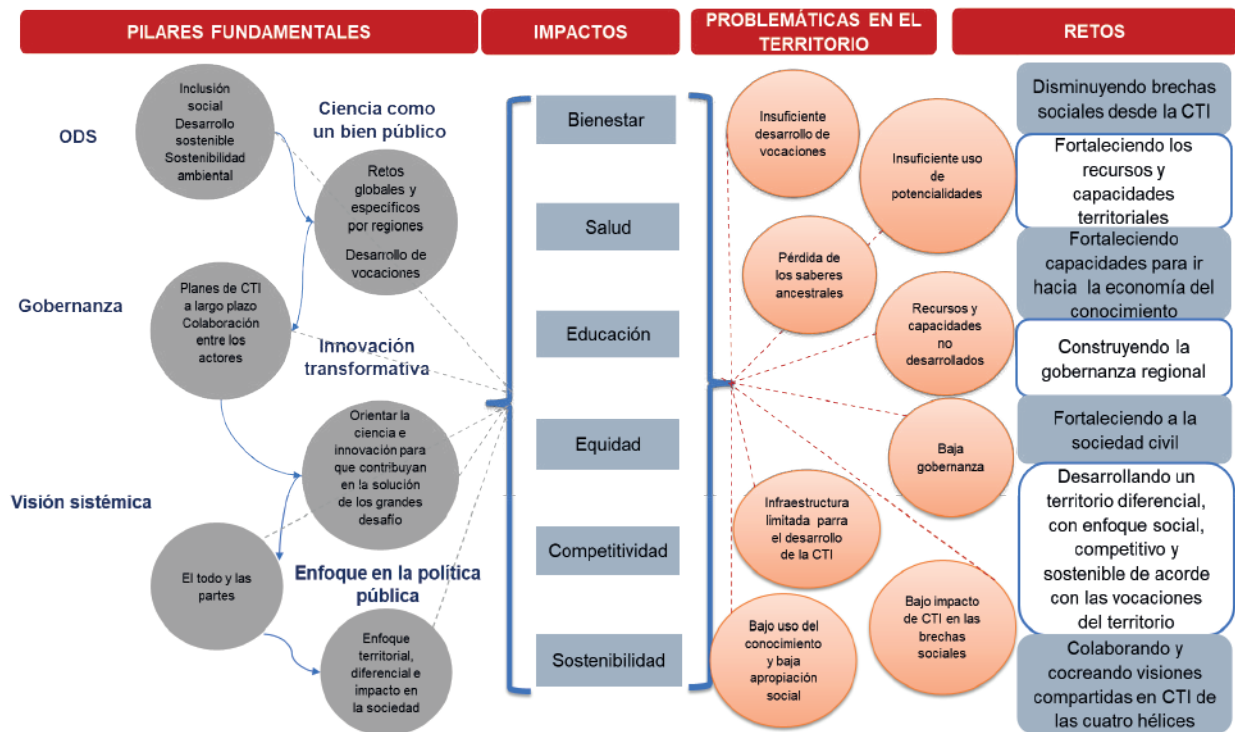 PILARES FUNDAMENTALES
IMPACTOS
PROBLEMÁTICAS EN EL
TERRITORIO
RETOS
ODS
Inclusión
social
Desarrollo
sostenible
Sostenibilidad
ambiental
Ciencia como
un bien público
Retos
globales y
específicos
por regiones
Desarrollo de
vocaciones
Gobernanza
Planes de CTI
a largo plazo
Colaboración
entre los
actores
Innovación
transformativa
Orientar la
ciencia e
innovación para
que contribuyan
en la solución
de los grandes
desafío
Visión sistémica
El todo y las
partes
Enfoque en la política
pública
Enfoque
territorial,
diferencial e
impacto en
la sociedad
Bienestar
Salud
Educación
Equidad
Competitividad
Sostenibilidad
Insuficiente
desarrollo de
vocaciones
Insuficiente uso
de
potencialidades
Pérdida de
los saberes
ancestrales
Recursos y
capacidades
no
desarrollados
Baja
gobernanza
Infraestructura
limitada parra
el desarrollo
de la CTI
Bajo impacto
de CTI en las
brechas
sociales
Bajo uso del
conocimiento
y baja
apropiación
social
Disminuyendo brechas
sociales desde la CTI
Fortaleciendo los
recursos y
capacidades
territoriales
Fortaleciendo
capacidades para ir
hacia la economía del
conocimiento
Construyendo la
gobernanza regional
Fortaleciendo a la
sociedad civil
Desarrollando un
territorio diferencial,
con enfoque social,
competitivo y
sostenible de acorde
con las vocaciones
del territorio
Colaborando y
cocreando visiones
compartidas en CTI de
las cuatro hélices